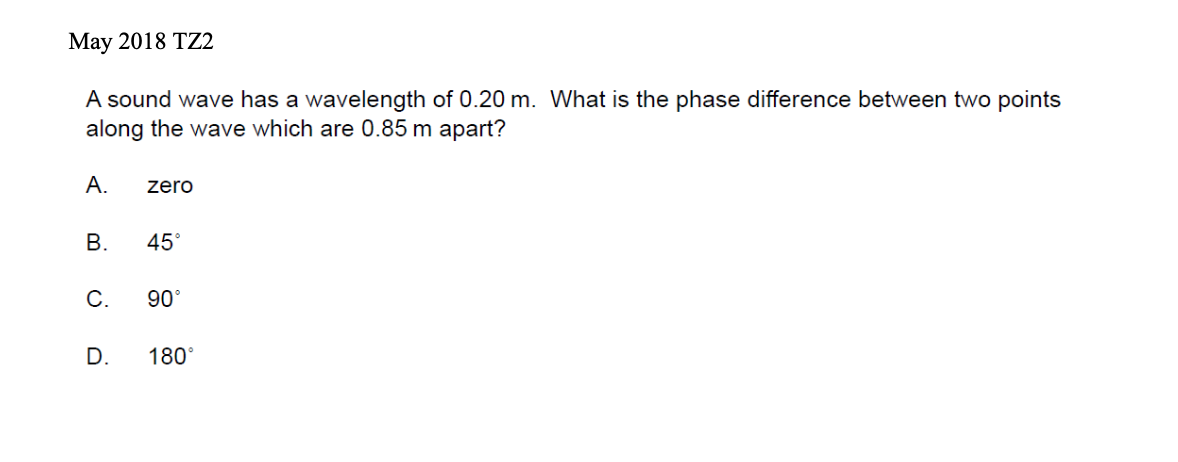 May 2018 TZ2
A sound wave has a wavelength of 0.20 m. What is the phase difference between two points
along the wave which are 0.85 m apart?
A. zero
B. 45°
C. 90°
D. 180°